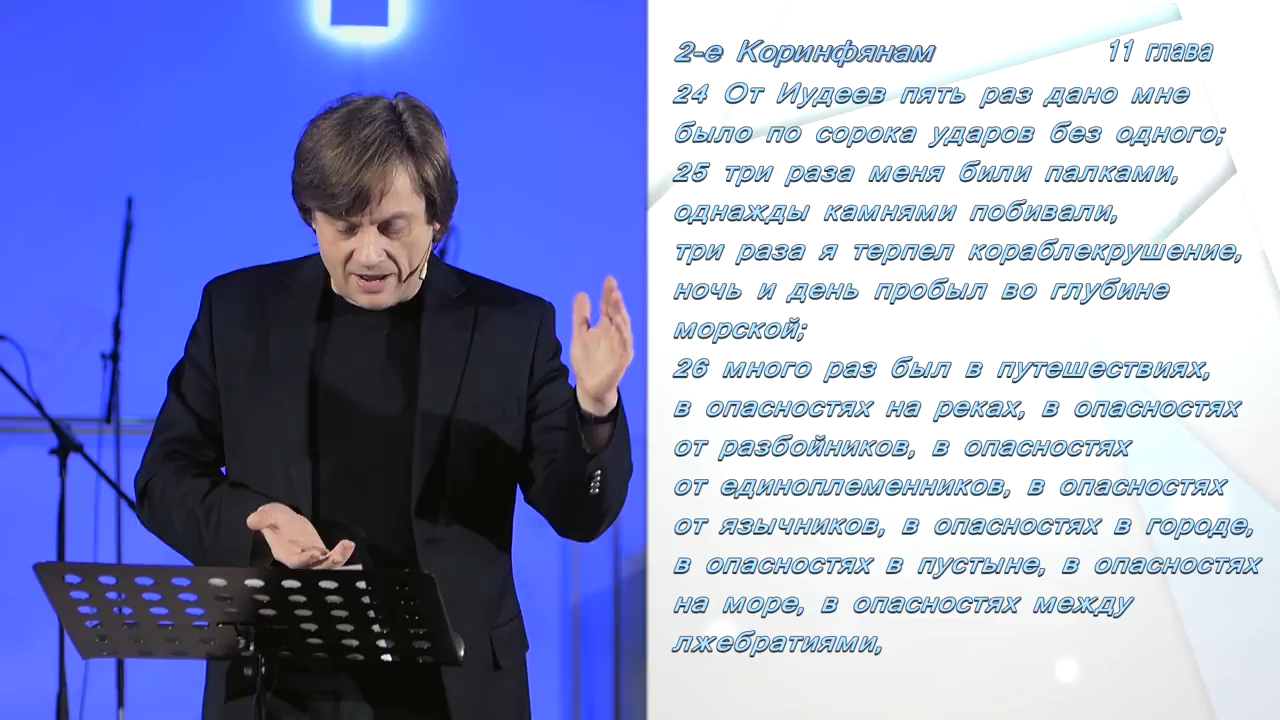 2-е Коринфянам 11 глава
24 От Иудеев пять раз дано мне
было по сорока ударов без одного;
25 три раза меня били палками,
однажды камнями побивали,
три раза я терпел кораблекрушение,
ночь и день пробыл во глубине
морской;
26 много раз был в путешествиях,
в опасностях на реках, в опасностях
от разбойников, в опасностях
от единоплеменников, в опасностях
от язычников, в опасностях в городе,
в опасностях в пустыне, в опасностях
на море, в опасностях между
лжебратиями,